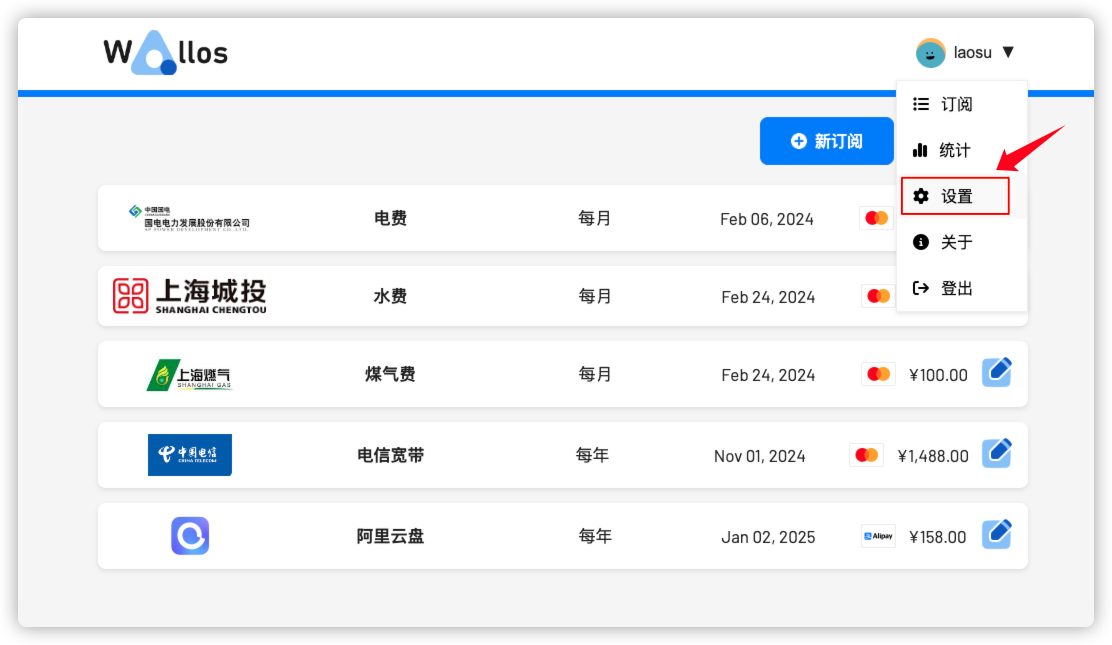 Wallos
laosu ▼
订阅
新订阅
统计
设置
关于
登出
中国国电
国电电力发展股份有限公司
电费
每月
Feb 06, 2024
上海城投
SHANGHAI CHENGTOU
水费
每月
Feb 24, 2024
上海燃气
SHANGHAI GAS
煤气费
每月
Feb 24, 2024
¥100.00
中国电信
CHINA TELECOM
电信宽带
每年
Nov 01, 2024
¥1,488.00
阿里云盘
每年
Jan 02, 2025
Alipay
¥158.00